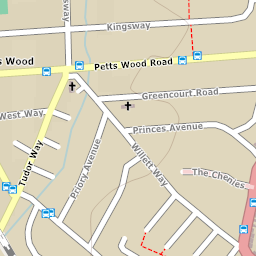 Kingsway
sway
s Wood
Petts Wood Road
Greencourt Road
West Way
Princes Avenue
Tudor Way
Priory Avenue
Willett Way
The Chenies